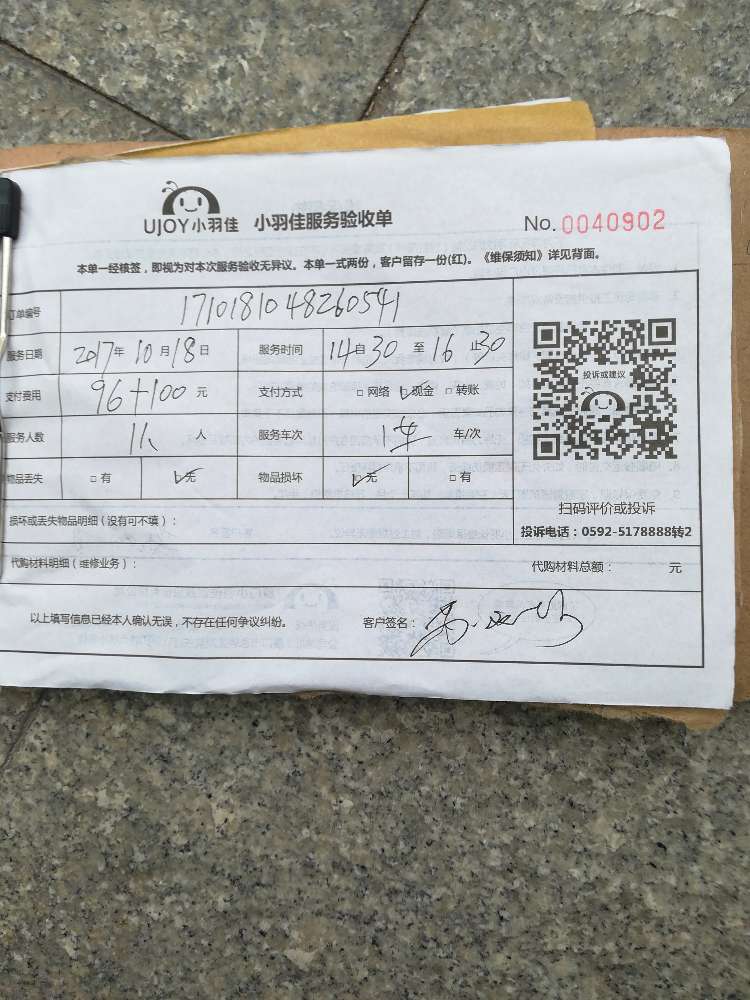 UJOY小羽佳 小羽佳服务验收单 No. 0040902
本单一经核签，即视为对本次服务验收无异议。本单一式两份，客户留存一份(红)。《维保须知》详见背面。
订单编号 1710181048260541
服务日期 2017年10月18日 服务时间 14自30至16止30
支付费用 96+100元 支付方式 □网络 ☑现金 □转账
服务人数 1人 人 服务车次 1车 车/次
物品丢失 □有 ☑无 物品损坏 ☑无 □有
投诉或建议
扫码评价或投诉
投诉电话：0592-5178888转2
损坏或丢失物品明细（没有可不填）：
代购材料明细（维修业务）： 代购材料总额： 元
以上填写信息已经本人确认无误，不存在任何争议纠纷。 客户签名：